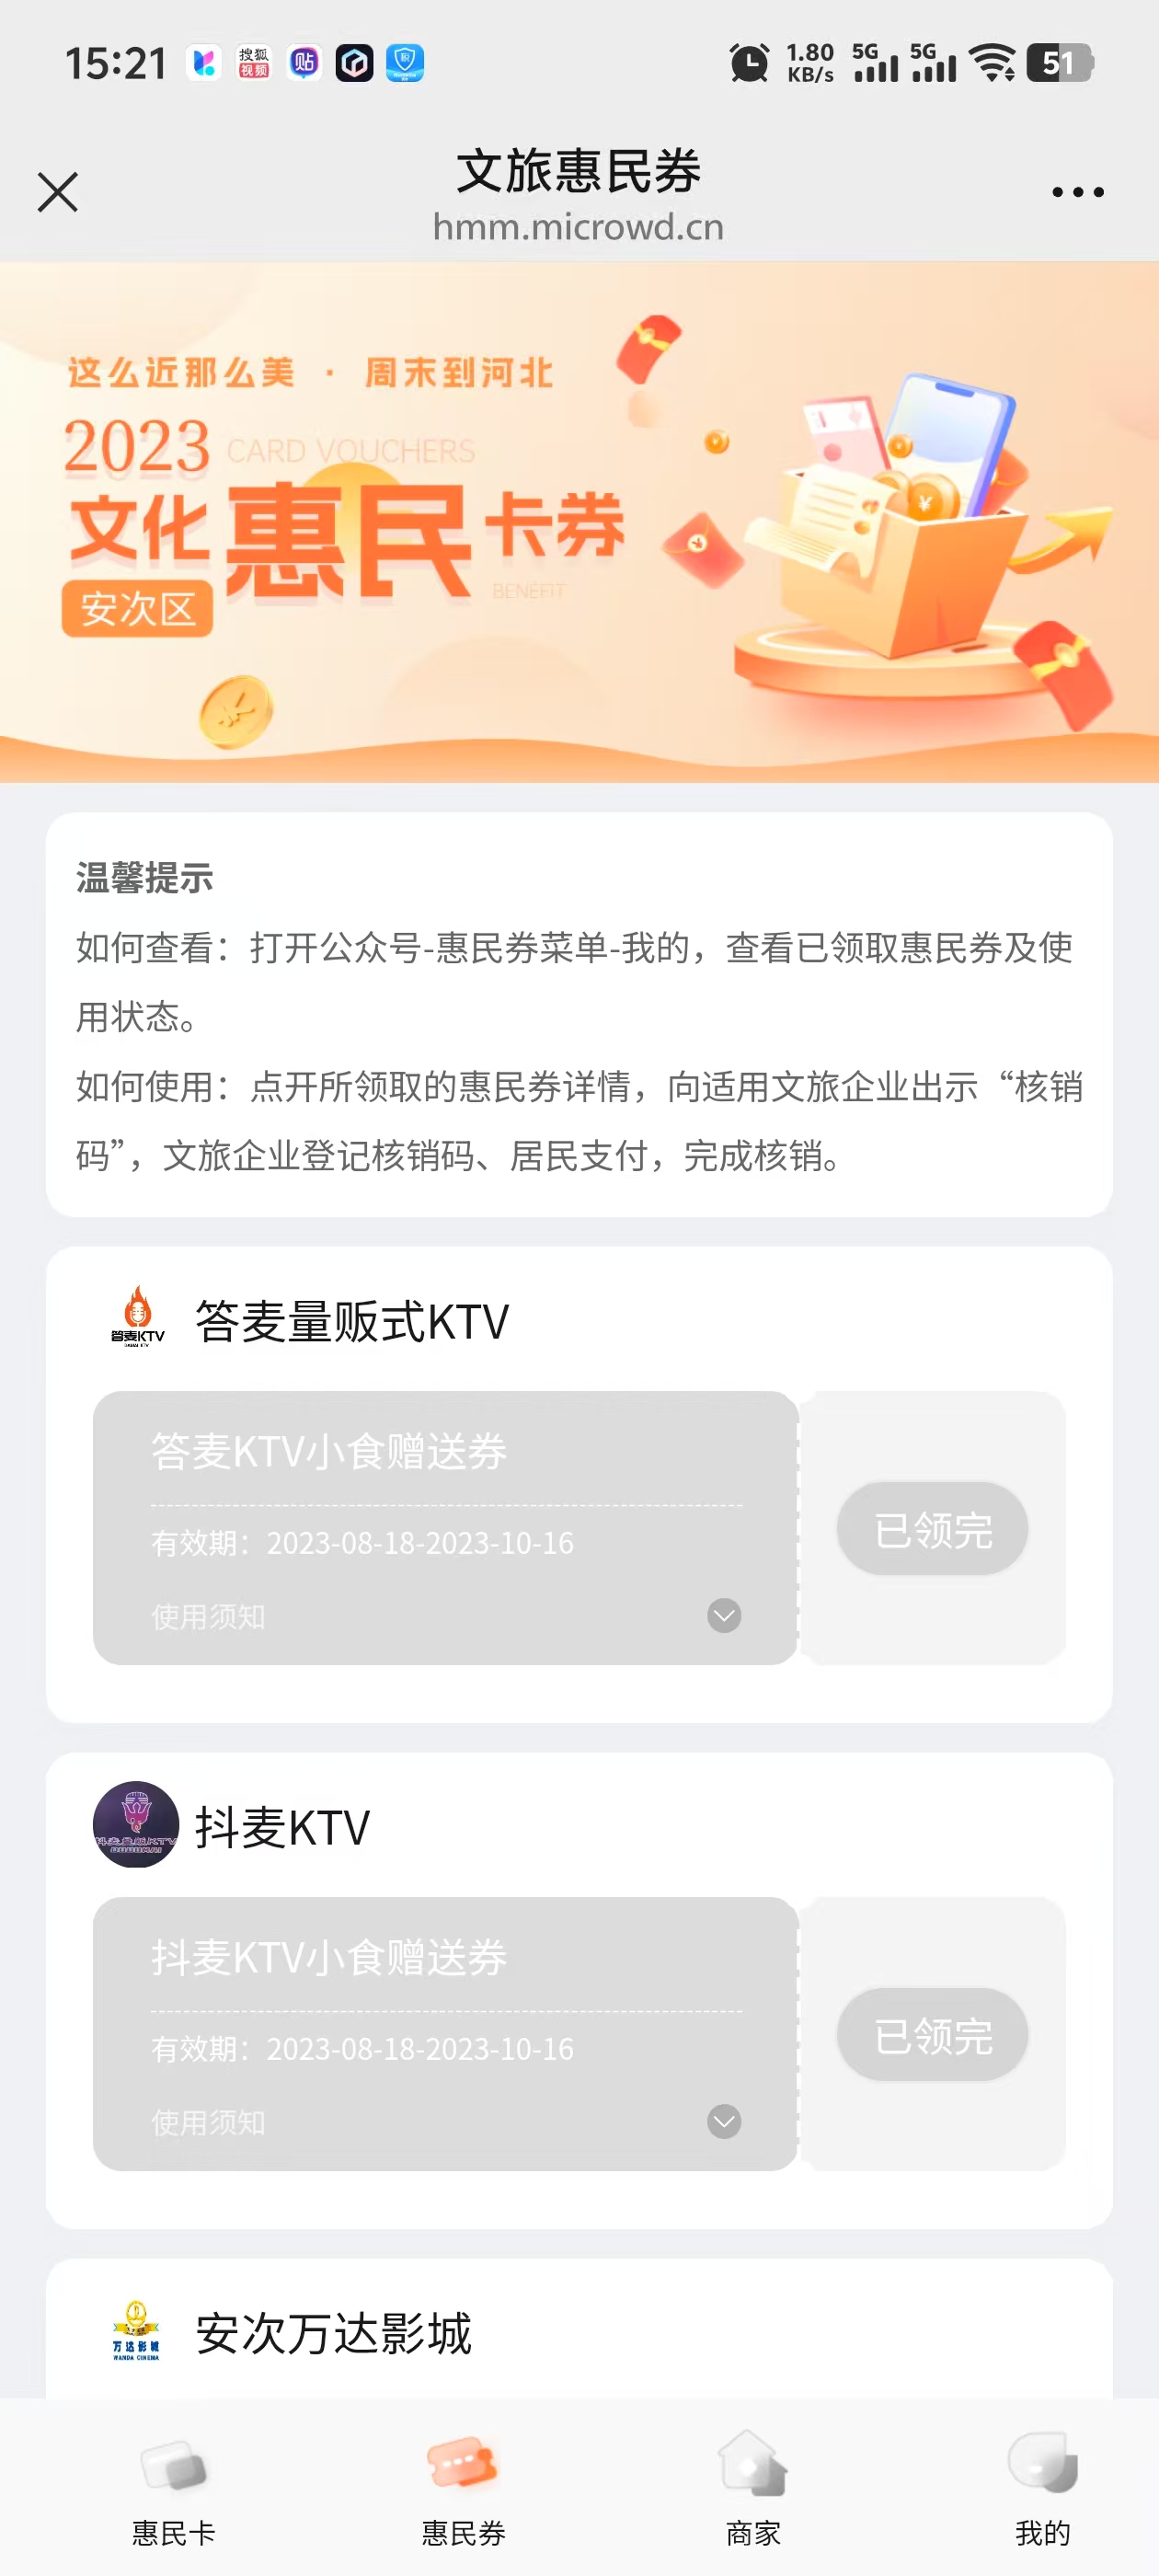 15:21
搜狐
视频
贴
1.80
KB/s
5G
5G
51
文旅惠民券
hmm.microwd.cn
这么近那么美 · 周末到河北
2023 CARD VOUCHERS
文化惠民卡券
BENEFIT
安次区
温馨提示
如何查看：打开公众号-惠民券菜单-我的，查看已领取惠民券及使
用状态。
如何使用：点开所领取的惠民券详情，向适用文旅企业出示“核销
码”，文旅企业登记核销码、居民支付，完成核销。
答麦KTV
答麦量贩式KTV
答麦KTV小食赠送券
有效期：2023-08-18-2023-10-16
已领完
使用须知
抖麦量贩KTV
抖麦KTV
抖麦KTV小食赠送券
有效期：2023-08-18-2023-10-16
已领完
使用须知
万达影城
WANDA CINEMA
安次万达影城
惠民卡
惠民券
商家
我的